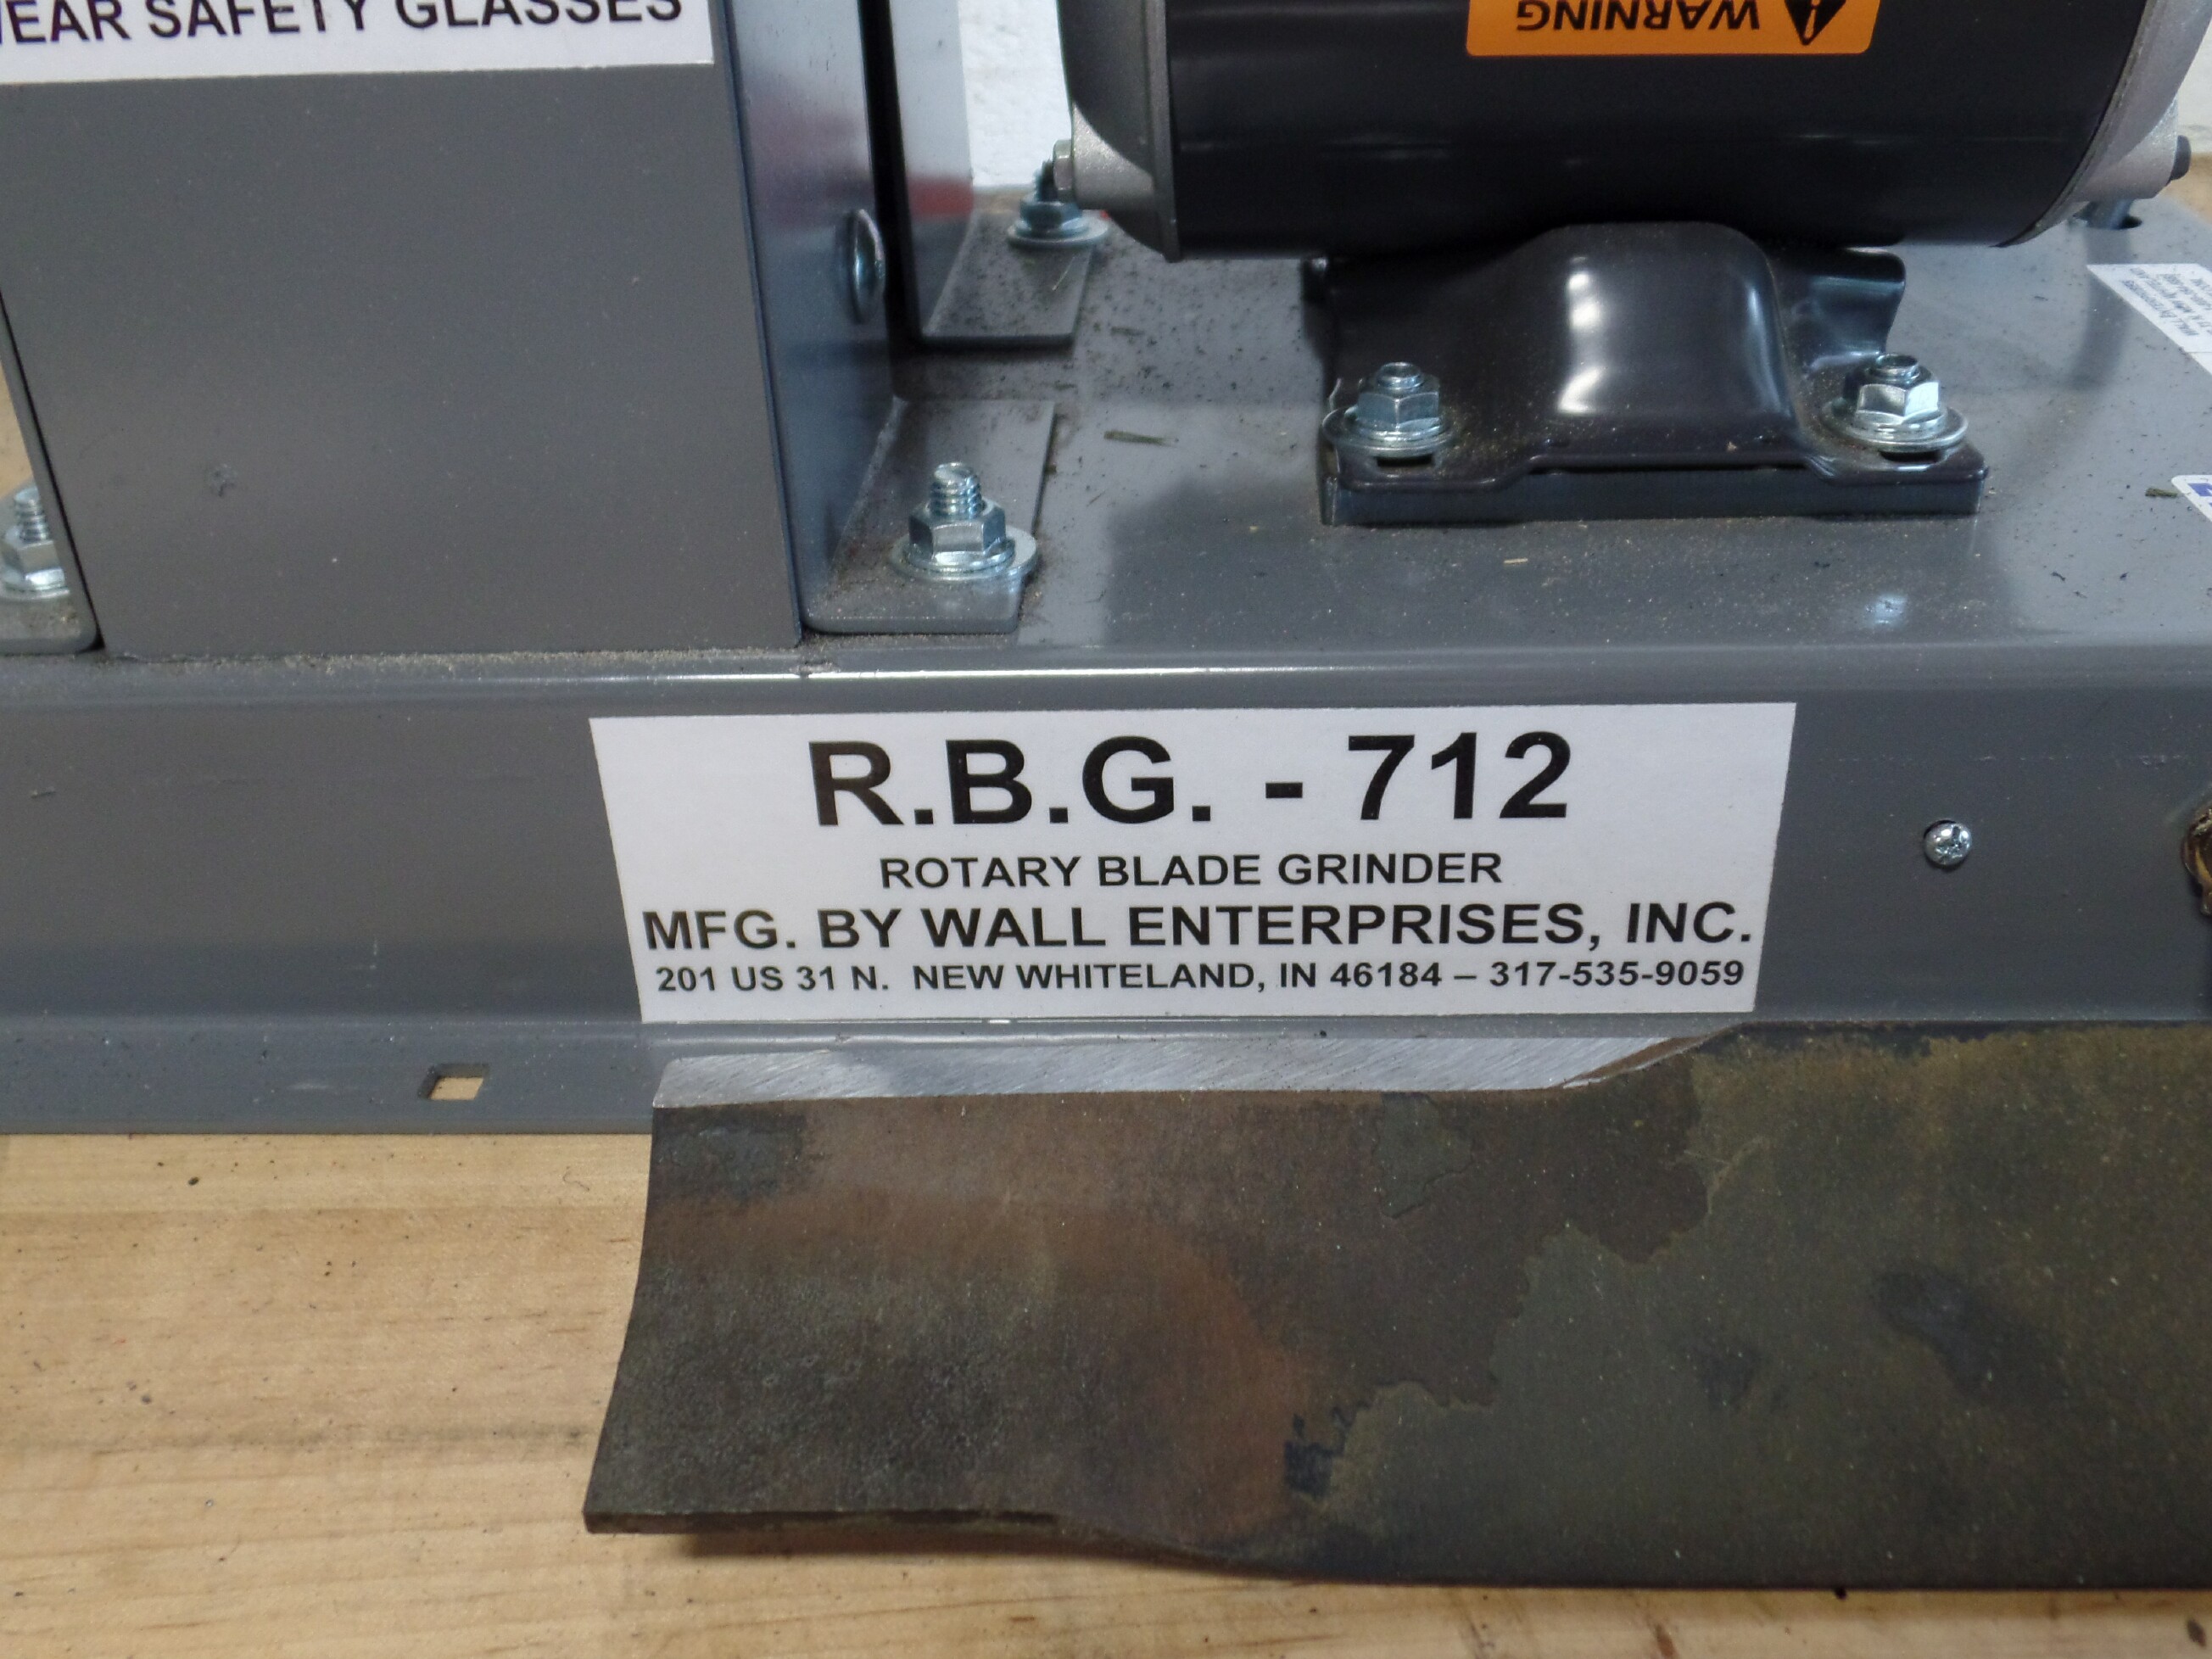 WEAR SAFETY GLASSES
WARNING
R.B.G. - 712
ROTARY BLADE GRINDER
MFG. BY WALL ENTERPRISES, INC.
201 US 31 N. NEW WHITELAND, IN 46184 – 317-535-9059